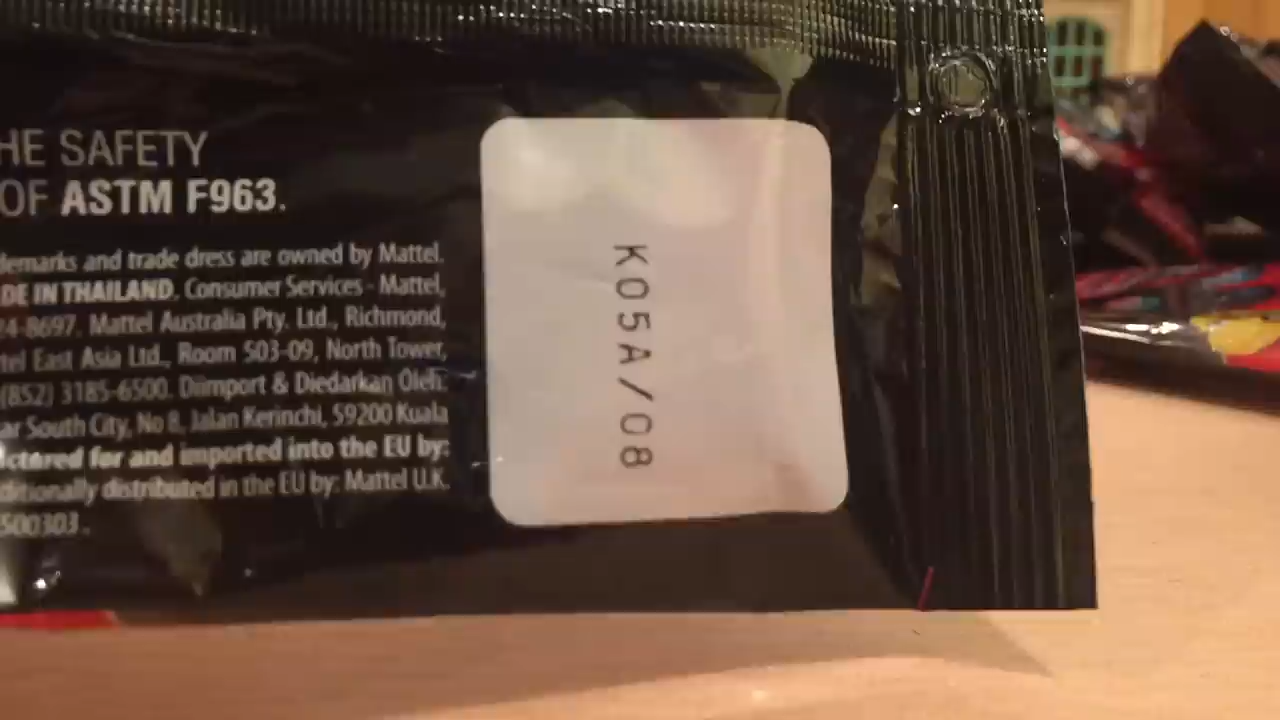 HE SAFETY
OF ASTM F963.
demarks and trade dress are owned by Mattel.
DE IN THAILAND. Consumer Services - Mattel,
4-8697. Mattel Australia Pty. Ltd., Richmond,
tel East Asia Ltd., Room 503-09, North Tower,
(852) 3185-6500. Diimport & Diedarkan Oleh:
ar South City, No 8, Jalan Kerinchi, 59200 Kuala
ctured for and imported into the EU by:
ditionally distributed in the EU by: Mattel U.K.
500303.
K05A/08